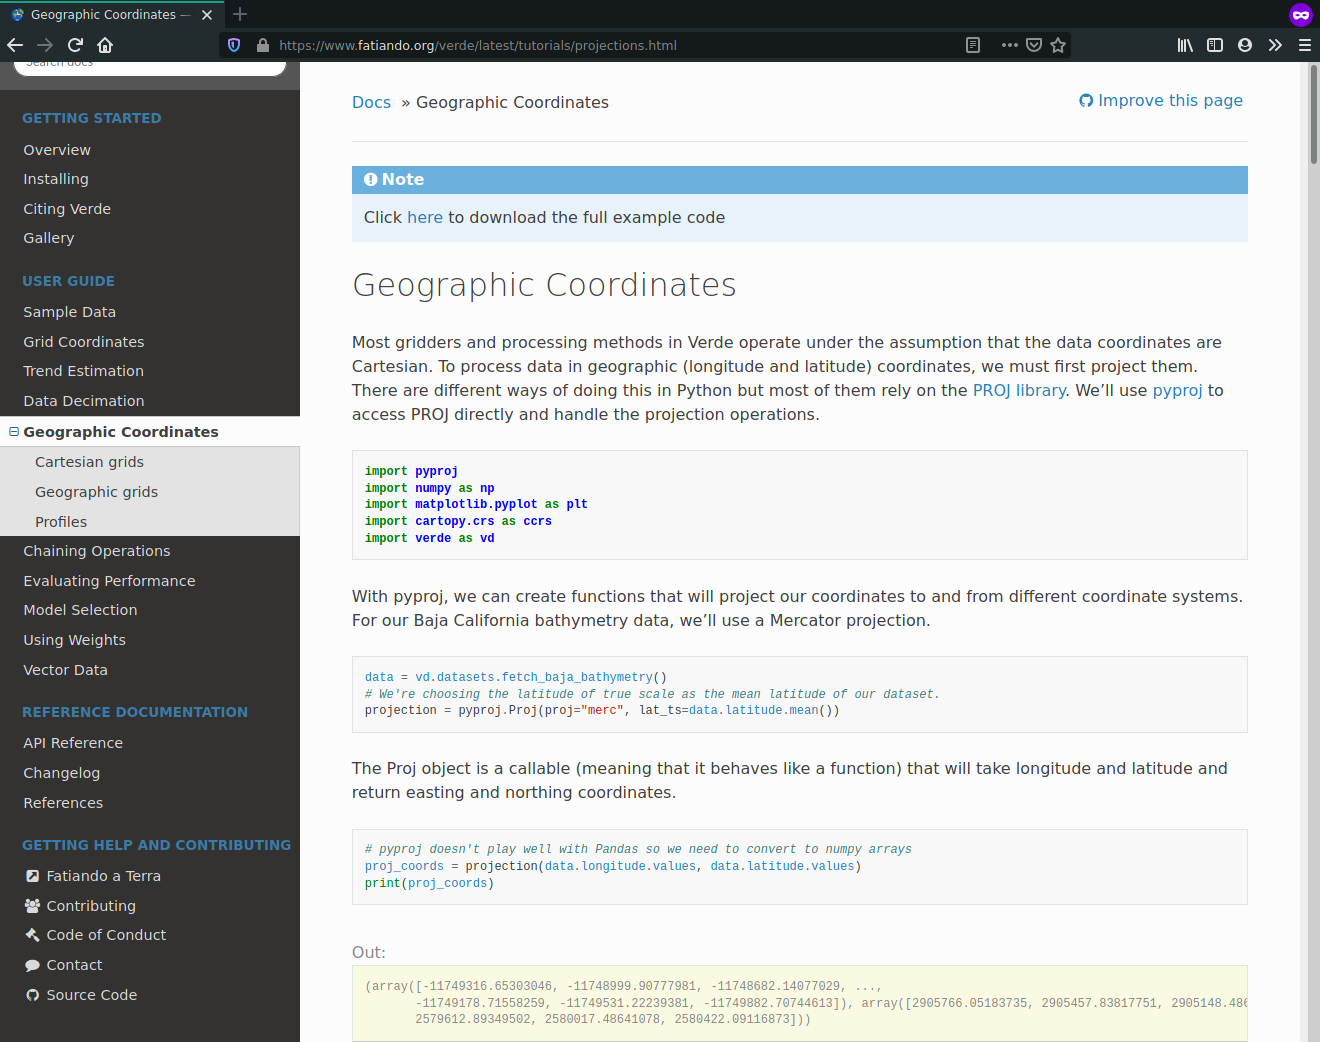 Geographic Coordinates —
https://www.fatiando.org/verde/latest/tutorials/projections.html
Search docs
GETTING STARTED
Overview
Installing
Citing Verde
Gallery
USER GUIDE
Sample Data
Grid Coordinates
Trend Estimation
Data Decimation
Geographic Coordinates
Cartesian grids
Geographic grids
Profiles
Chaining Operations
Evaluating Performance
Model Selection
Using Weights
Vector Data
REFERENCE DOCUMENTATION
API Reference
Changelog
References
GETTING HELP AND CONTRIBUTING
Fatiando a Terra
Contributing
Code of Conduct
Contact
Source Code
Docs » Geographic Coordinates
Improve this page
Note
Click here to download the full example code
Geographic Coordinates
Most gridders and processing methods in Verde operate under the assumption that the data coordinates are
Cartesian. To process data in geographic (longitude and latitude) coordinates, we must first project them.
There are different ways of doing this in Python but most of them rely on the PROJ library. We’ll use pyproj to
access PROJ directly and handle the projection operations.
import pyproj
import numpy as np
import matplotlib.pyplot as plt
import cartopy.crs as ccrs
import verde as vd
With pyproj, we can create functions that will project our coordinates to and from different coordinate systems.
For our Baja California bathymetry data, we’ll use a Mercator projection.
data = vd.datasets.fetch_baja_bathymetry()
# We're choosing the latitude of true scale as the mean latitude of our dataset.
projection = pyproj.Proj(proj="merc", lat_ts=data.latitude.mean())
The Proj object is a callable (meaning that it behaves like a function) that will take longitude and latitude and
return easting and northing coordinates.
# pyproj doesn't play well with Pandas so we need to convert to numpy arrays
proj_coords = projection(data.longitude.values, data.latitude.values)
print(proj_coords)
Out:
(array([-11749316.65303046, -11748999.90777981, -11748682.14077029, ...,
-11749178.71558259, -11749531.22239381, -11749882.70744613]), array([2905766.05183735, 2905457.83817751, 2905148.486
2579612.89349502, 2580017.48641078, 2580422.09116873]))